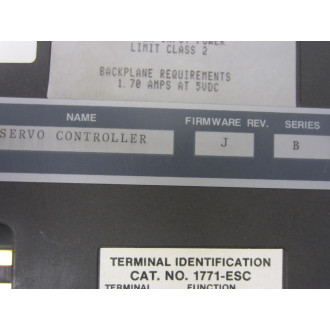 POWER
LIMIT CLASS 2
BACKPLANE REQUIREMENTS
1.70 AMPS AT 5VDC
NAME FIRMWARE REV. SERIES
SERVO CONTROLLER J B
TERMINAL IDENTIFICATION
CAT. NO. 1771-ESC
TERMINAL FUNCTION